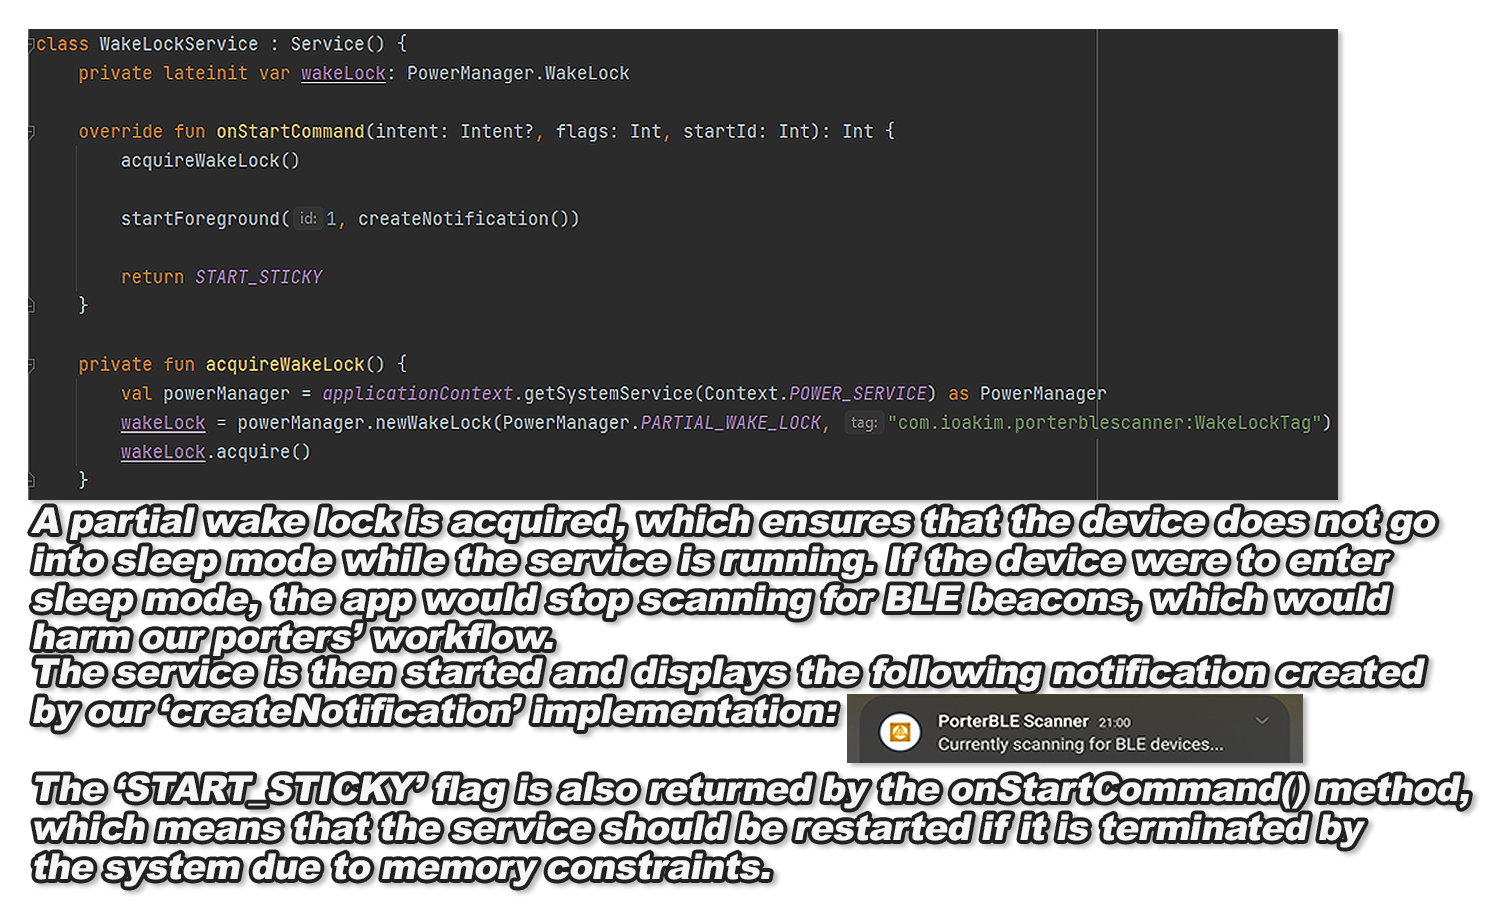 class WakeLockService : Service() {
private lateinit var wakeLock: PowerManager.WakeLock
override fun onStartCommand(intent: Intent?, flags: Int, startId: Int): Int {
acquireWakeLock()
startForeground( id: 1, createNotification())
return START_STICKY
}
private fun acquireWakeLock() {
val powerManager = applicationContext.getSystemService(Context.POWER_SERVICE) as PowerManager
wakeLock = powerManager.newWakeLock(PowerManager.PARTIAL_WAKE_LOCK, tag: "com.ioakim.porterblescanner:WakeLockTag")
wakeLock.acquire()
}
A partial wake lock is acquired, which ensures that the device does not go
into sleep mode while the service is running. If the device were to enter
sleep mode, the app would stop scanning for BLE beacons, which would
harm our porters’ workflow.
The service is then started and displays the following notification created
by our ‘createNotification’ implementation:
PorterBLE Scanner 21:00
Currently scanning for BLE devices...
The ‘START_STICKY’ flag is also returned by the onStartCommand() method,
which means that the service should be restarted if it is terminated by
the system due to memory constraints.